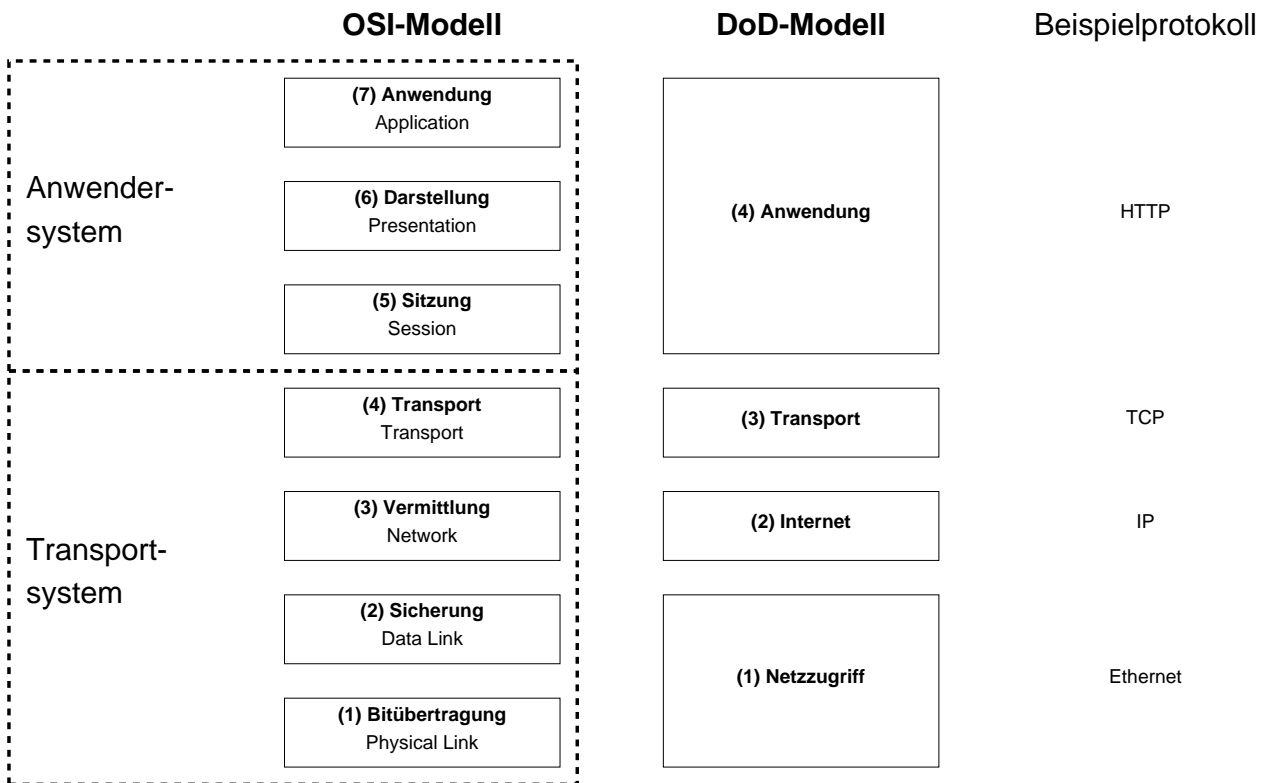 OSI-Modell
DoD-Modell
Beispielprotokoll
Anwender-
system
(7) Anwendung
Application
(6) Darstellung
Presentation
(5) Sitzung
Session
(4) Anwendung
HTTP
Transport-
system
(4) Transport
Transport
(3) Transport
TCP
(3) Vermittlung
Network
(2) Internet
IP
(2) Sicherung
Data Link
(1) Bitübertragung
Physical Link
(1) Netzzugriff
Ethernet